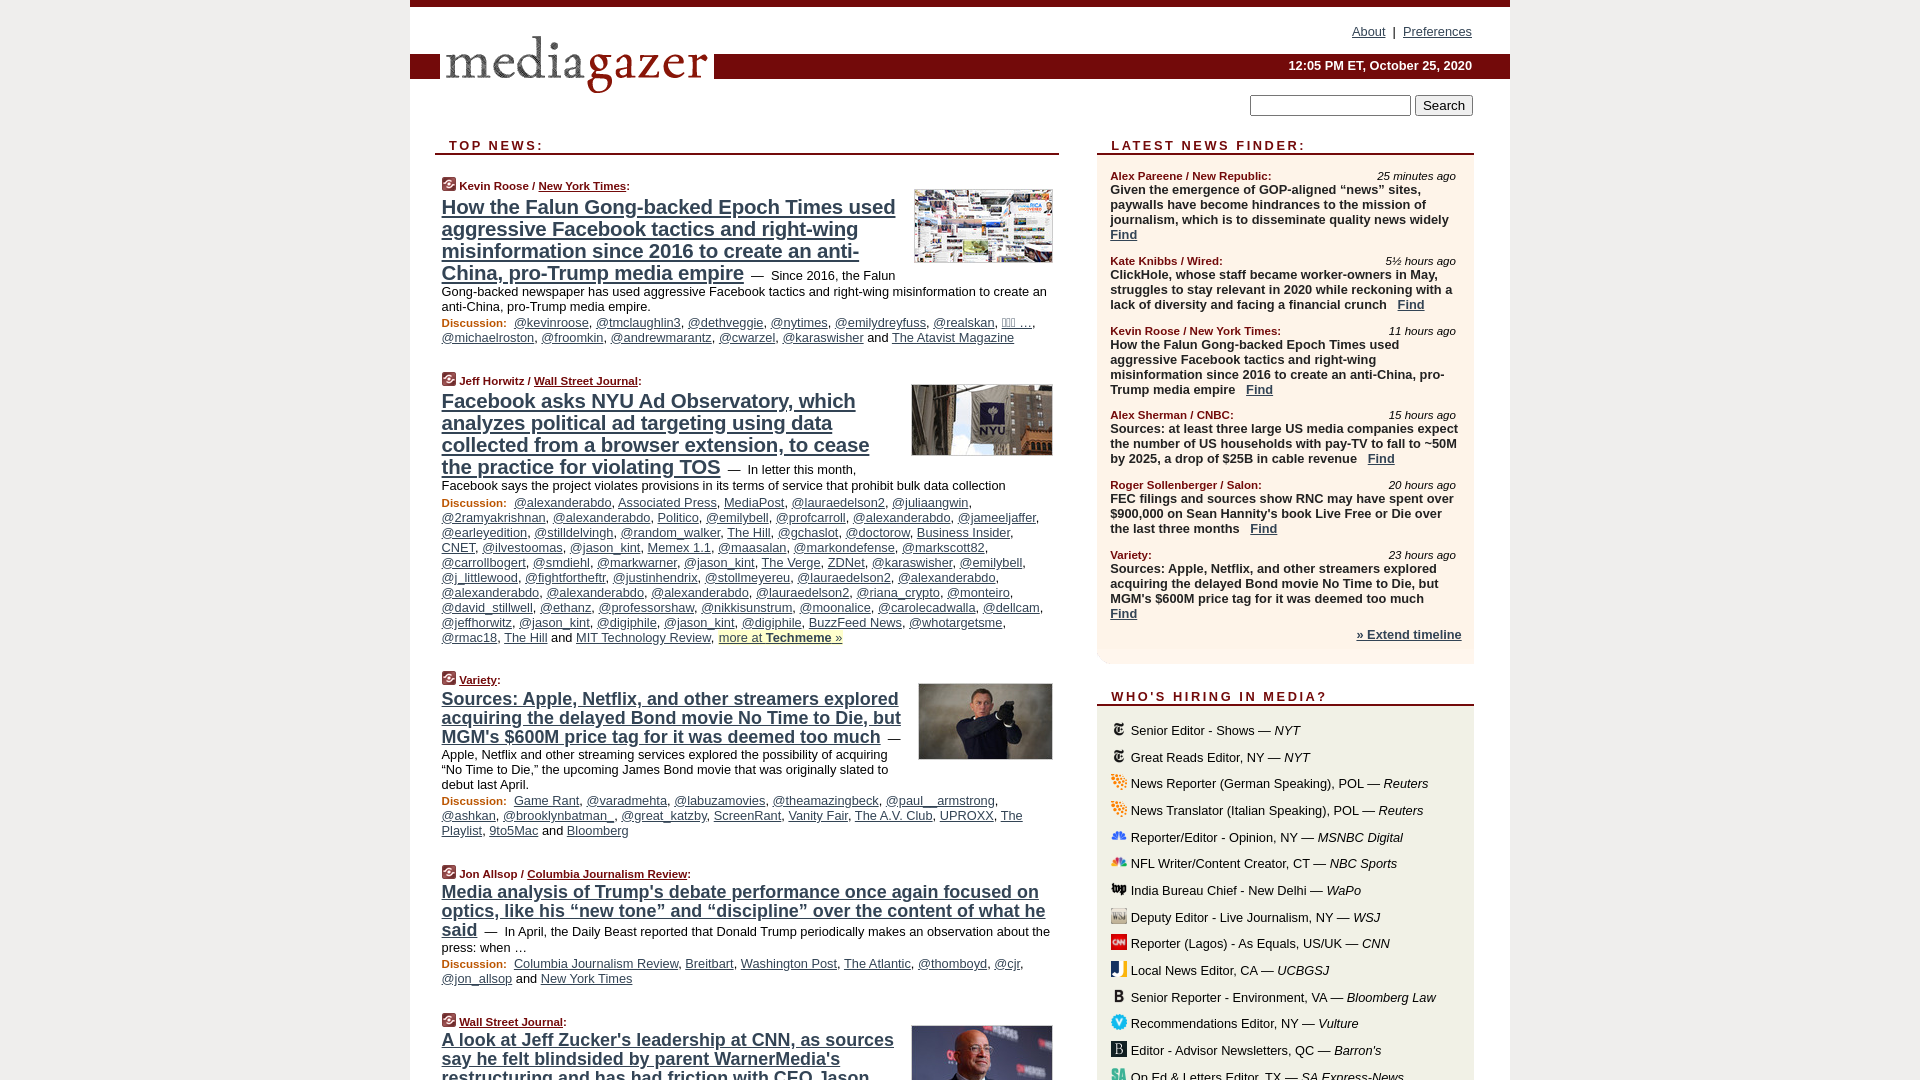 About | Preferences
mediagazer
12:05 PM ET, October 25, 2020
Search
TOP NEWS:
Kevin Roose / New York Times:
How the Falun Gong-backed Epoch Times used
aggressive Facebook tactics and right-wing
misinformation since 2016 to create an anti-
China, pro-Trump media empire — Since 2016, the Falun
Gong-backed newspaper has used aggressive Facebook tactics and right-wing misinformation to create an
anti-China, pro-Trump media empire.
Discussion: @kevinroose, @tmclaughlin3, @dethveggie, @nytimes, @emilydreyfuss, @realskan, …,
@michaelroston, @froomkin, @andrewmarantz, @cwarzel, @karaswisher and The Atavist Magazine
Jeff Horwitz / Wall Street Journal:
Facebook asks NYU Ad Observatory, which
analyzes political ad targeting using data
collected from a browser extension, to cease
the practice for violating TOS — In letter this month,
Facebook says the project violates provisions in its terms of service that prohibit bulk data collection
NYU
Discussion: @alexanderabdo, Associated Press, MediaPost, @lauraedelson2, @juliaangwin,
@2ramyakrishnan, @alexanderabdo, Politico, @emilybell, @profcarroll, @alexanderabdo, @jameeljaffer,
@earleyedition, @stilldelvingh, @random_walker, The Hill, @gchaslot, @doctorow, Business Insider,
CNET, @ilvestoomas, @jason_kint, Memex 1.1, @maasalan, @markondefense, @markscott82,
@carrollbogert, @smdiehl, @markwarner, @jason_kint, The Verge, ZDNet, @karaswisher, @emilybell,
@j_littlewood, @fightfortheftr, @justinhendrix, @stollmeyereu, @lauraedelson2, @alexanderabdo,
@alexanderabdo, @alexanderabdo, @alexanderabdo, @lauraedelson2, @riana_crypto, @monteiro,
@david_stillwell, @ethanz, @professorshaw, @nikkisunstrum, @moonalice, @carolecadwalla, @dellcam,
@jeffhorwitz, @jason_kint, @digiphile, @jason_kint, @digiphile, BuzzFeed News, @whotargetsme,
@rmac18, The Hill and MIT Technology Review, more at Techmeme »
Variety:
Sources: Apple, Netflix, and other streamers explored
acquiring the delayed Bond movie No Time to Die, but
MGM's $600M price tag for it was deemed too much —
Apple, Netflix and other streaming services explored the possibility of acquiring
“No Time to Die,” the upcoming James Bond movie that was originally slated to
debut last April.
Discussion: Game Rant, @varadmehta, @labuzamovies, @theamazingbeck, @paul__armstrong,
@ashkan, @brooklynbatman_, @great_katzby, ScreenRant, Vanity Fair, The A.V. Club, UPROXX, The
Playlist, 9to5Mac and Bloomberg
Jon Allsop / Columbia Journalism Review:
Media analysis of Trump's debate performance once again focused on
optics, like his “new tone” and “discipline” over the content of what he
said — In April, the Daily Beast reported that Donald Trump periodically makes an observation about the
press: when …
Discussion: Columbia Journalism Review, Breitbart, Washington Post, The Atlantic, @thomboyd, @cjr,
@jon_allsop and New York Times
Wall Street Journal:
A look at Jeff Zucker's leadership at CNN, as sources
say he felt blindsided by parent WarnerMedia's
restructuring and has had friction with CEO Jason
LATEST NEWS FINDER:
Alex Pareene / New Republic: 25 minutes ago
Given the emergence of GOP-aligned “news” sites,
paywalls have become hindrances to the mission of
journalism, which is to disseminate quality news widely
Find
Kate Knibbs / Wired: 5½ hours ago
ClickHole, whose staff became worker-owners in May,
struggles to stay relevant in 2020 while reckoning with a
lack of diversity and facing a financial crunch Find
Kevin Roose / New York Times: 11 hours ago
How the Falun Gong-backed Epoch Times used
aggressive Facebook tactics and right-wing
misinformation since 2016 to create an anti-China, pro-
Trump media empire Find
Alex Sherman / CNBC: 15 hours ago
Sources: at least three large US media companies expect
the number of US households with pay-TV to fall to ~50M
by 2025, a drop of $25B in cable revenue Find
Roger Sollenberger / Salon: 20 hours ago
FEC filings and sources show RNC may have spent over
$900,000 on Sean Hannity's book Live Free or Die over
the last three months Find
Variety: 23 hours ago
Sources: Apple, Netflix, and other streamers explored
acquiring the delayed Bond movie No Time to Die, but
MGM's $600M price tag for it was deemed too much
Find
» Extend timeline
WHO'S HIRING IN MEDIA?
Senior Editor - Shows — NYT
Great Reads Editor, NY — NYT
News Reporter (German Speaking), POL — Reuters
News Translator (Italian Speaking), POL — Reuters
Reporter/Editor - Opinion, NY — MSNBC Digital
NFL Writer/Content Creator, CT — NBC Sports
wp India Bureau Chief - New Delhi — WaPo
WSJ Deputy Editor - Live Journalism, NY — WSJ
CNN Reporter (Lagos) - As Equals, US/UK — CNN
Local News Editor, CA — UCBGSJ
B Senior Reporter - Environment, VA — Bloomberg Law
V Recommendations Editor, NY — Vulture
B Editor - Advisor Newsletters, QC — Barron's
SA Op Ed & Letters Editor, TX — SA Express-News